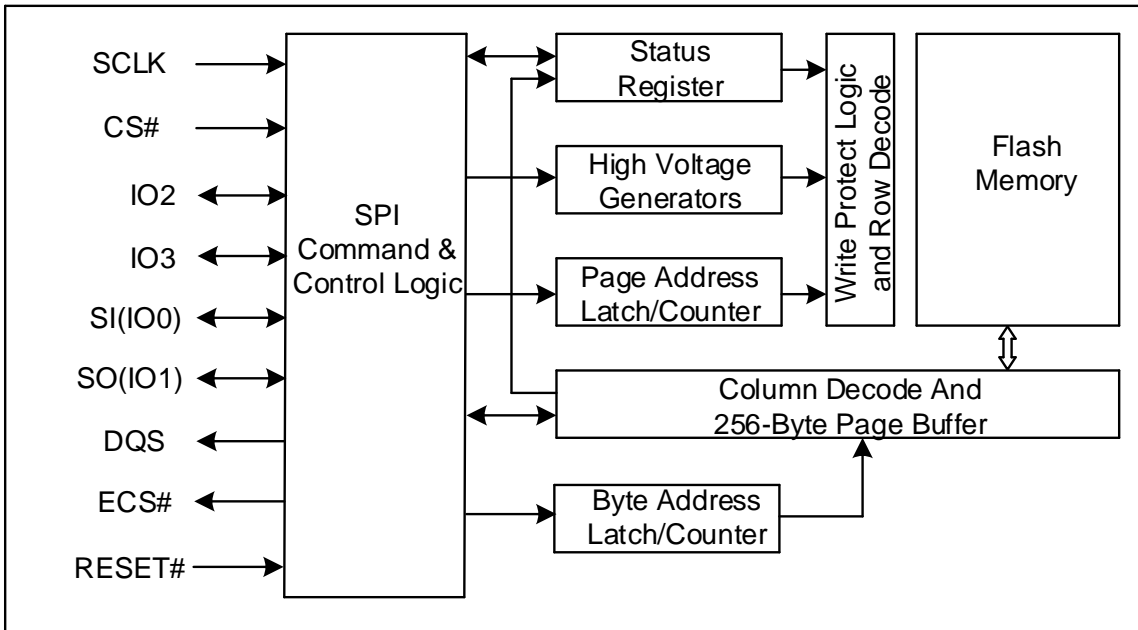 SCLK
CS#
IO2
IO3
SI(IO0)
SO(IO1)
DQS
ECS#
RESET#
SPI
Command &
Control Logic
Status
Register
High Voltage
Generators
Page Address
Latch/Counter
Write Protect Logic
and Row Decode
Flash
Memory
Column Decode And
256-Byte Page Buffer
Byte Address
Latch/Counter